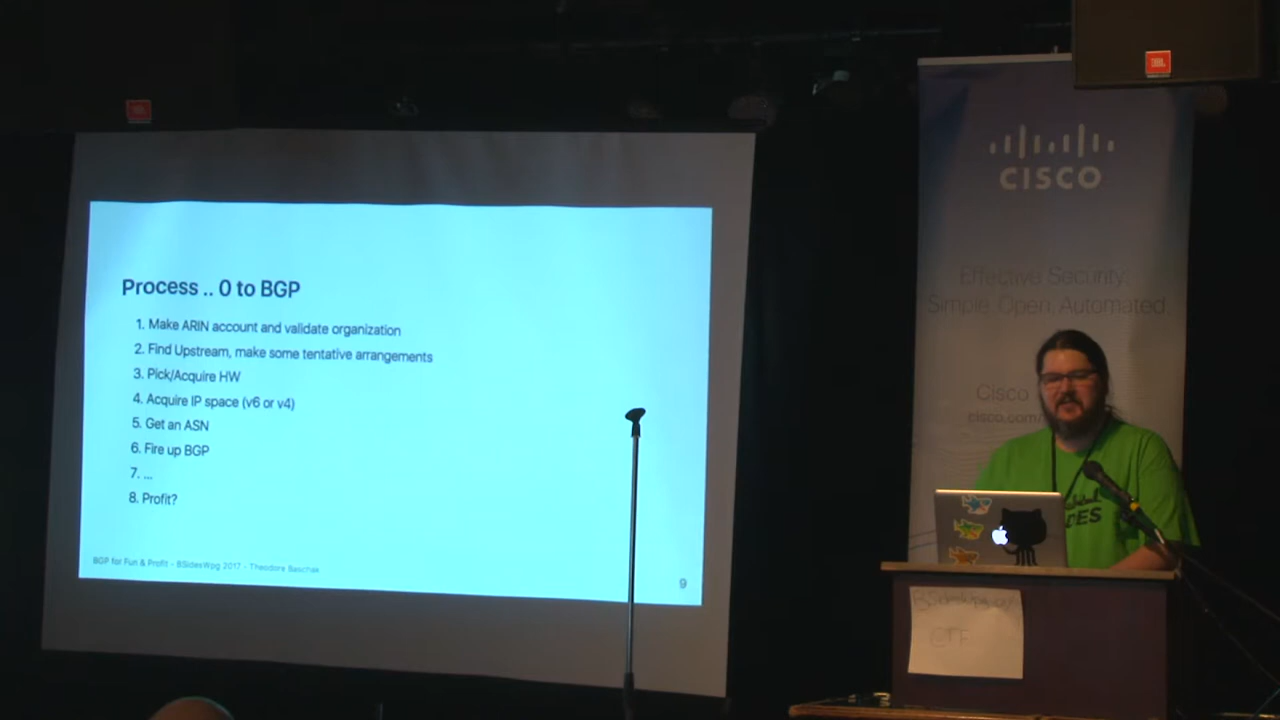 JBL
JBL
CISCO
Effective Security.
Simple, Open, Automated.
Cisco
cisco.com/
Process .. 0 to BGP
1. Make ARIN account and validate organization
2. Find Upstream, make some tentative arrangements
3. Pick/Acquire HW
4. Acquire IP space (v6 or v4)
5. Get an ASN
6. Fire up BGP
7. ...
8. Profit?
BGP for Fun & Profit - BSidesWpg 2017 - Theodore Baschak
9
DES
CTF